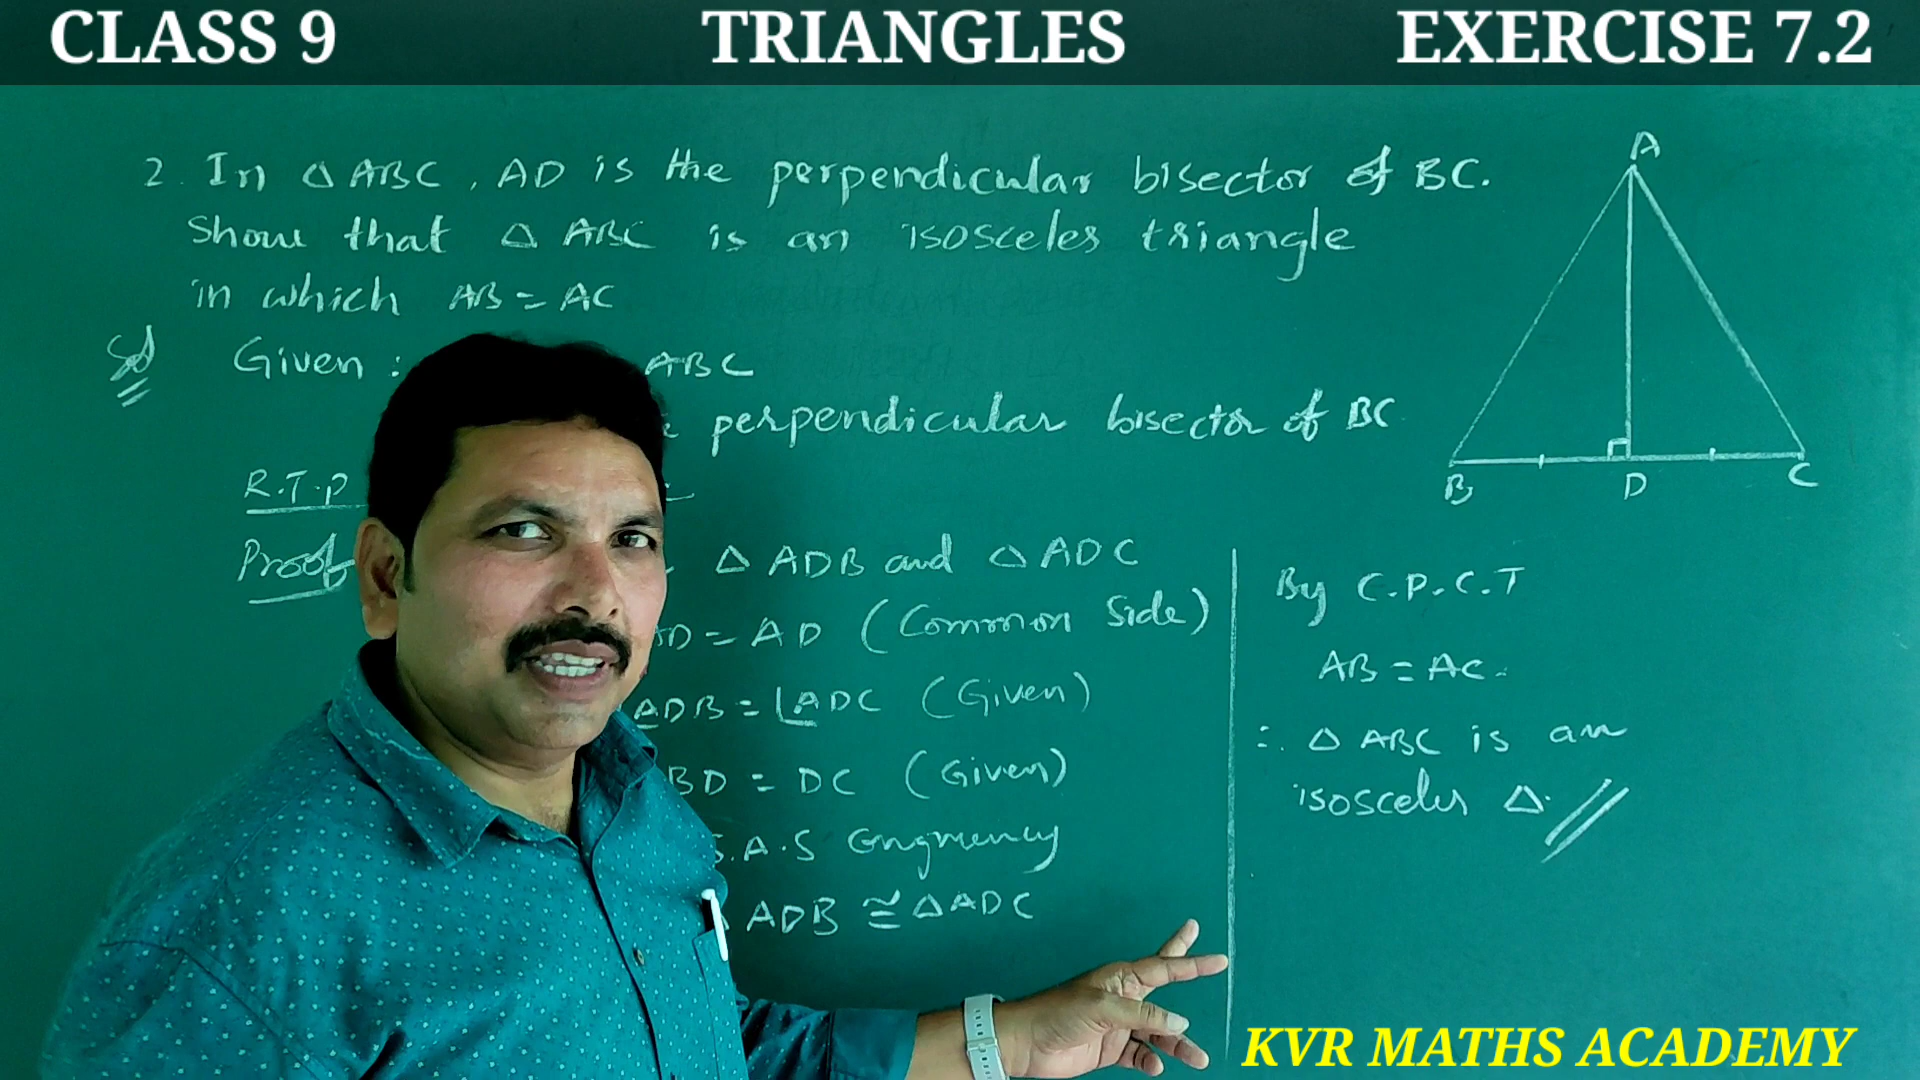 CLASS 9 TRIANGLES EXERCISE 7.2
2. In △ ABC, AD is the perpendicular bisector of BC.
Show that △ ABC is an isosceles triangle
in which AB = AC
Sol Given : ABC
perpendicular bisector of BC
R.T.P
Proof △ ADB and △ ADC
AD = AD (Common Side)
ADB = ∠ADC (Given)
BD = DC (Given)
S.A.S Congruency
ADB ≅ △ADC
A
B D C
By C.P.C.T
AB = AC.
∴ △ ABC is an
isosceles △.
KVR MATHS ACADEMY